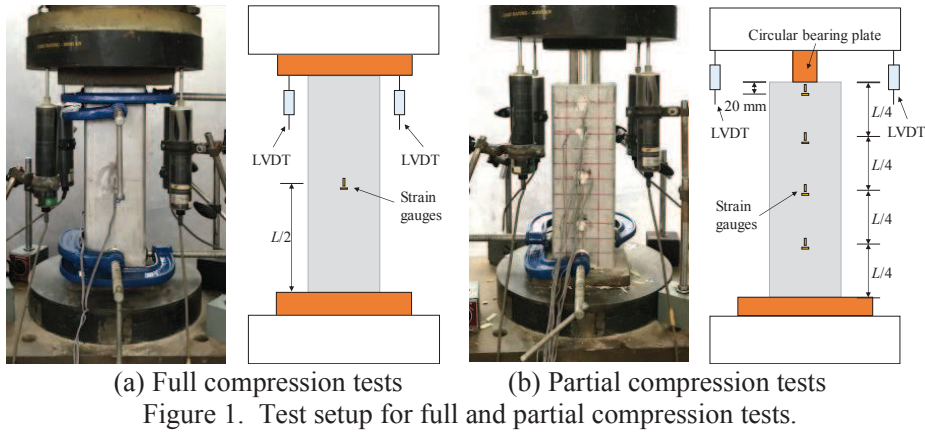 LVDT
LVDT
Strain
gauges
L/2
Circular bearing plate
20 mm
LVDT
LVDT
L/4
L/4
Strain
gauges
L/4
L/4
(a) Full compression tests
(b) Partial compression tests
Figure 1. Test setup for full and partial compression tests.